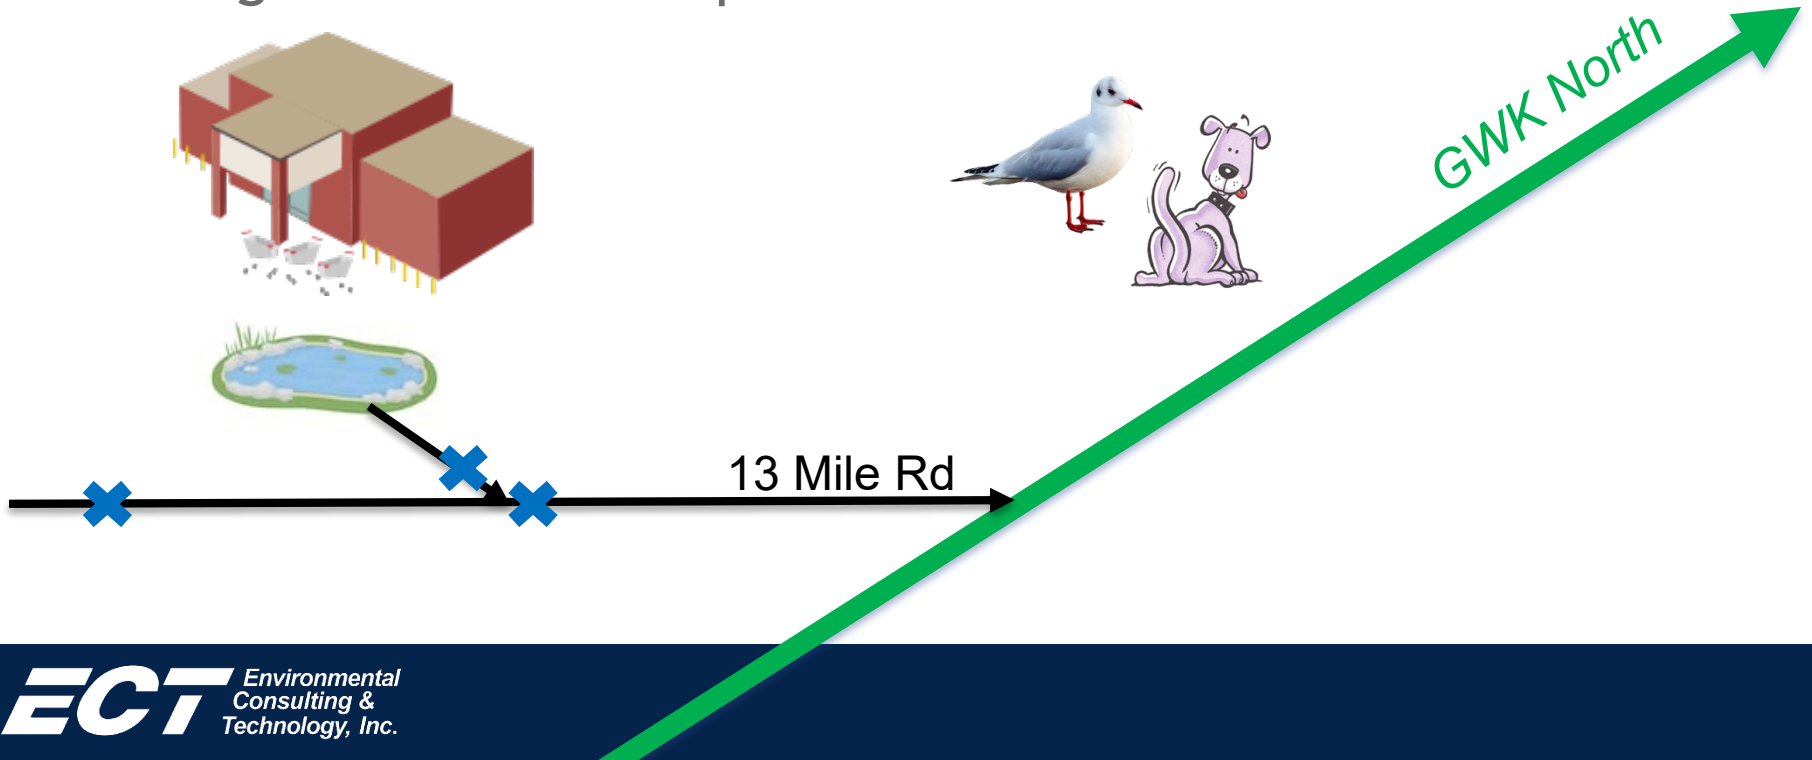 GWK North
13 Mile Rd
ECT Environmental
Consulting &
Technology, Inc.